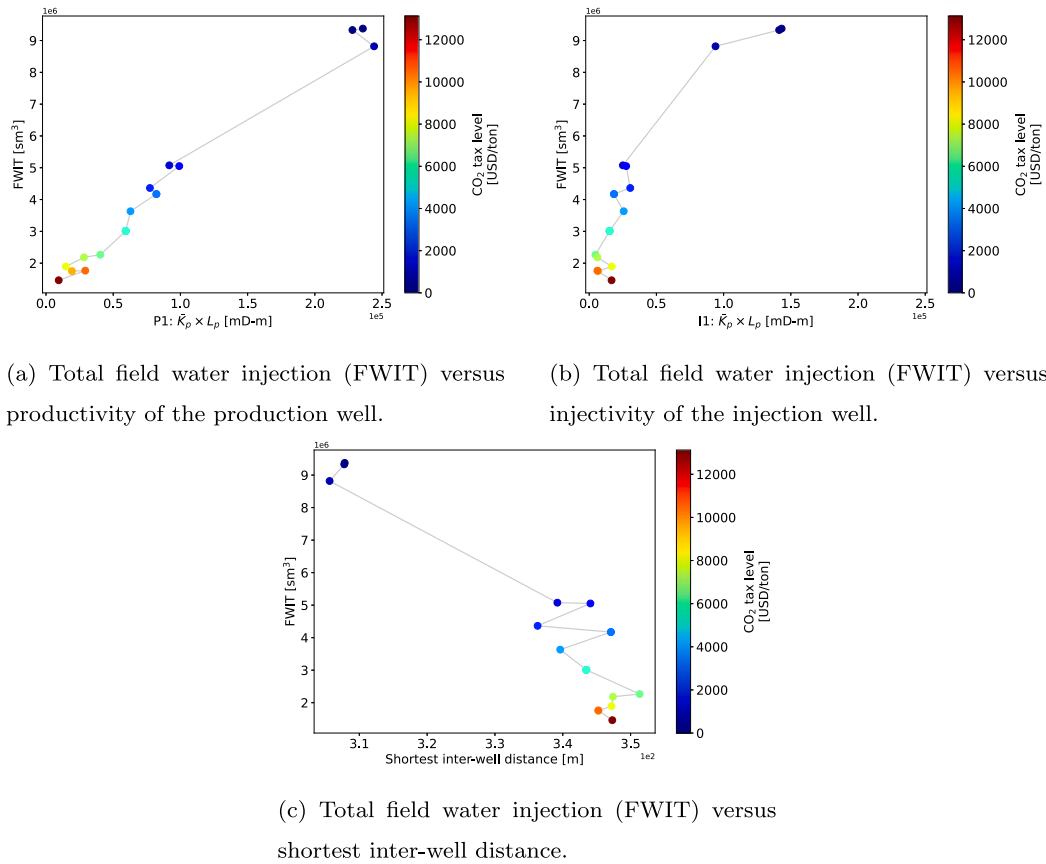 1e6
9
8
7
6
5
4
3
2
FWIT [sm³]
0.0 0.5 1.0 1.5 2.0 2.5
1e5
P1: K̄ₚ × Lₚ [mD-m]
12000
10000
8000
6000
4000
2000
0
CO₂ tax level
[USD/ton]
1e6
9
8
7
6
5
4
3
2
FWIT [sm³]
0.0 0.5 1.0 1.5 2.0 2.5
1e5
I1: K̄ₚ × Lₚ [mD-m]
12000
10000
8000
6000
4000
2000
0
CO₂ tax level
[USD/ton]
(a) Total field water injection (FWIT) versus
productivity of the production well.
(b) Total field water injection (FWIT) versus
injectivity of the injection well.
1e6
9
8
7
6
5
4
3
2
FWIT [sm³]
3.1 3.2 3.3 3.4 3.5
1e2
Shortest inter-well distance [m]
12000
10000
8000
6000
4000
2000
0
CO₂ tax level
[USD/ton]
(c) Total field water injection (FWIT) versus
shortest inter-well distance.